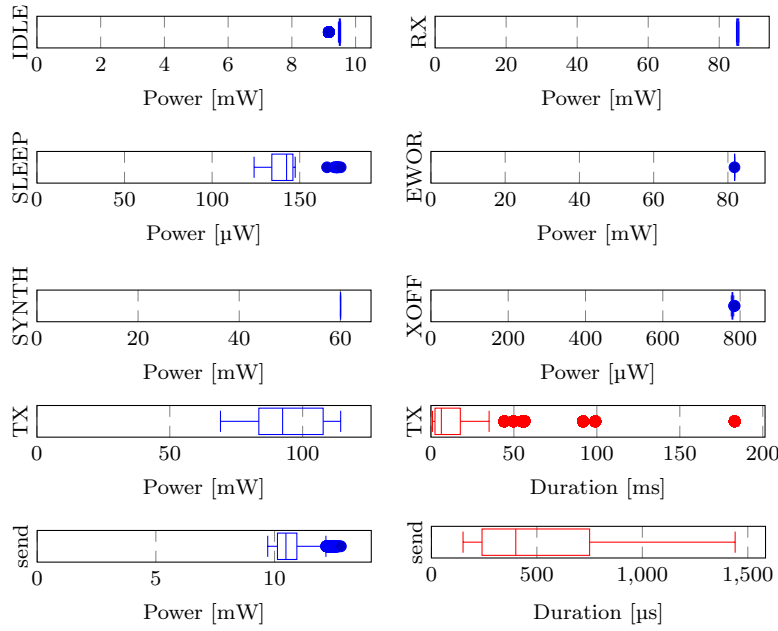 IDLE
0 2 4 6 8 10
Power [mW]
RX
0 20 40 60 80
Power [mW]
SLEEP
0 50 100 150
Power [µW]
EWOR
0 20 40 60 80
Power [mW]
SYNTH
0 20 40 60
Power [mW]
XOFF
0 200 400 600 800
Power [µW]
TX
0 50 100
Power [mW]
TX
0 50 100 150 200
Duration [ms]
send
0 5 10
Power [mW]
send
0 500 1,000 1,500
Duration [µs]